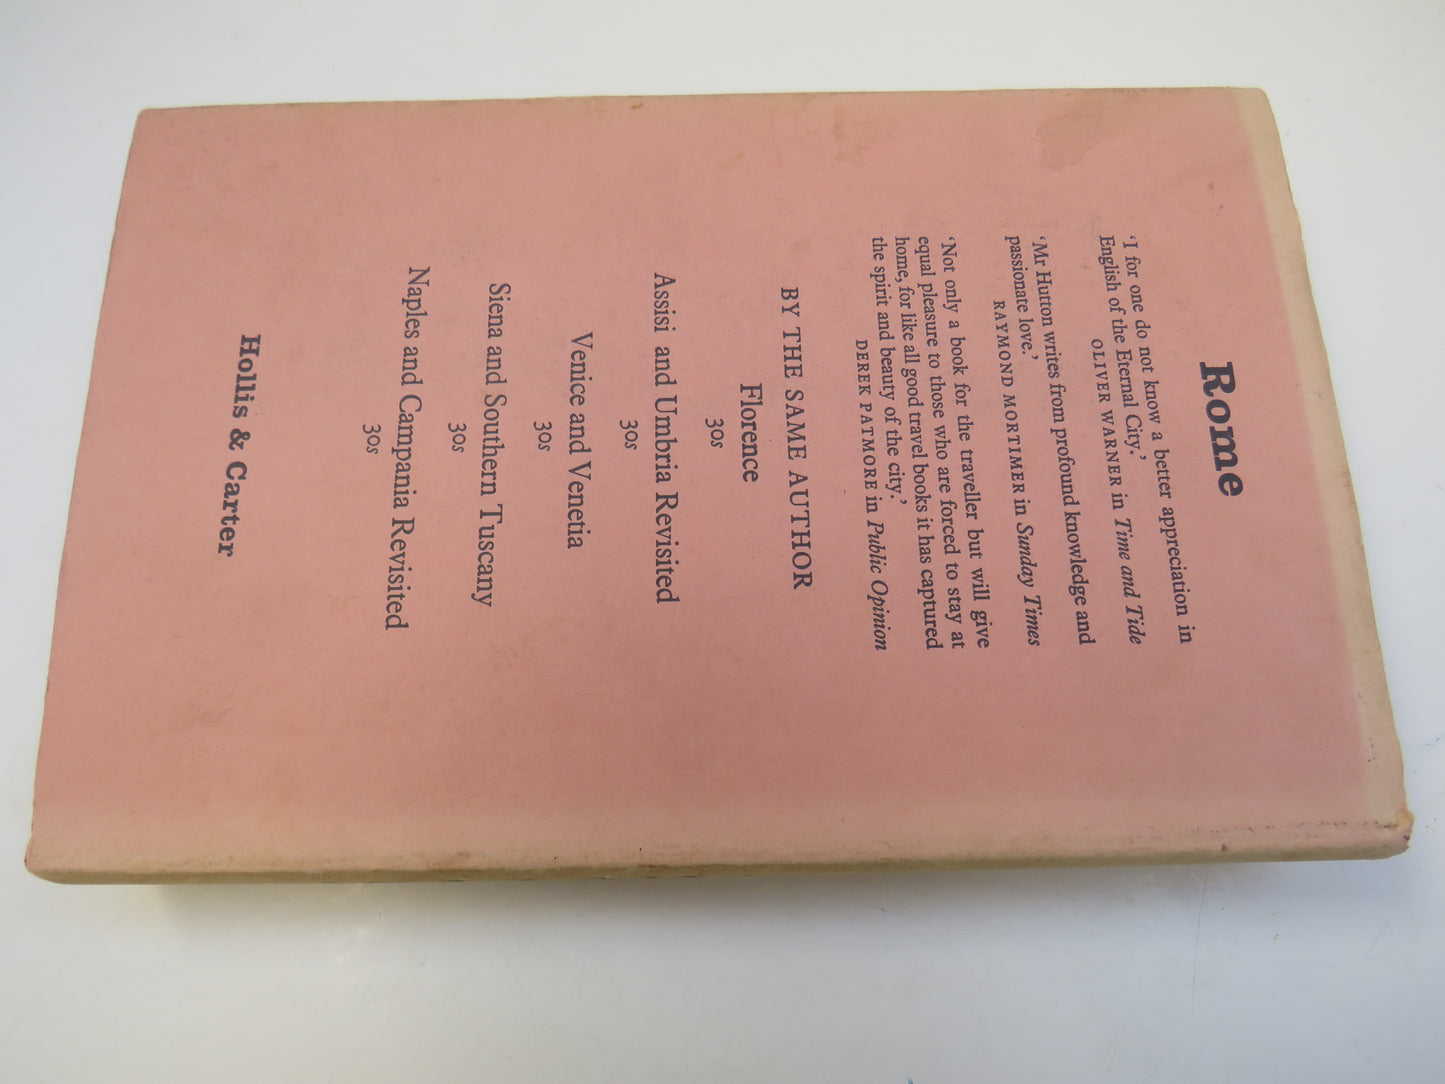 Rome
‘I for one do not know a better appreciation in
English of the Eternal City.’
OLIVER WARNER in Time and Tide
‘Mr Hutton writes from profound knowledge and
passionate love.’
RAYMOND MORTIMER in Sunday Times
‘Not only a book for the traveller but will give
equal pleasure to those who are forced to stay at
home, for like all good travel books it has captured
the spirit and beauty of the city.’
DEREK PATMORE in Public Opinion
BY THE SAME AUTHOR
Florence
30s
Assisi and Umbria Revisited
30s
Venice and Venetia
30s
Siena and Southern Tuscany
30s
Naples and Campania Revisited
30s
Hollis & Carter